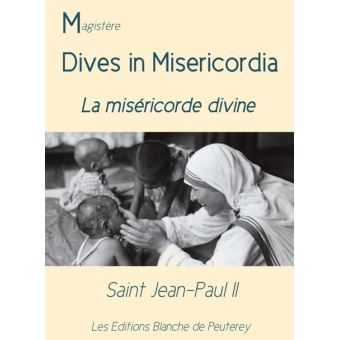 Magistère
Dives in Misericordia
La miséricorde divine
Saint Jean-Paul II
Les Editions Blanche de Peuterey